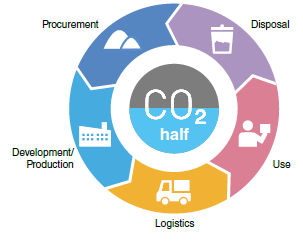 Procurement
Disposal
CO2
half
Development/
Production
Use
Logistics